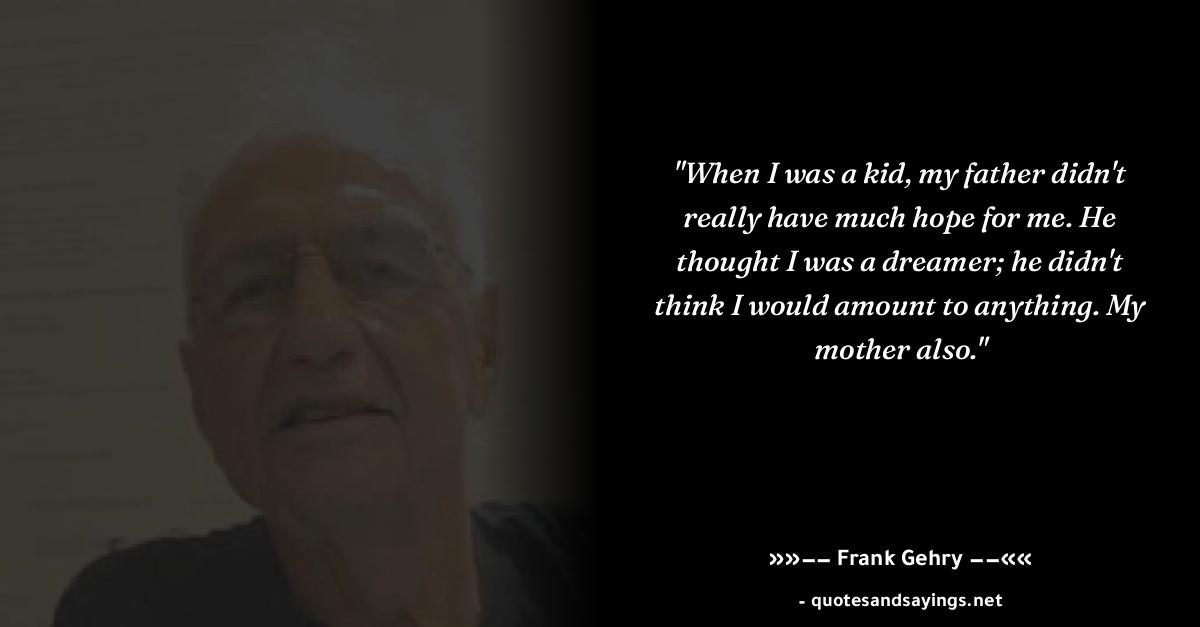 "When I was a kid, my father didn't
really have much hope for me. He
thought I was a dreamer; he didn't
think I would amount to anything. My
mother also."
»»−− Frank Gehry −−««
- quotesandsayings.net